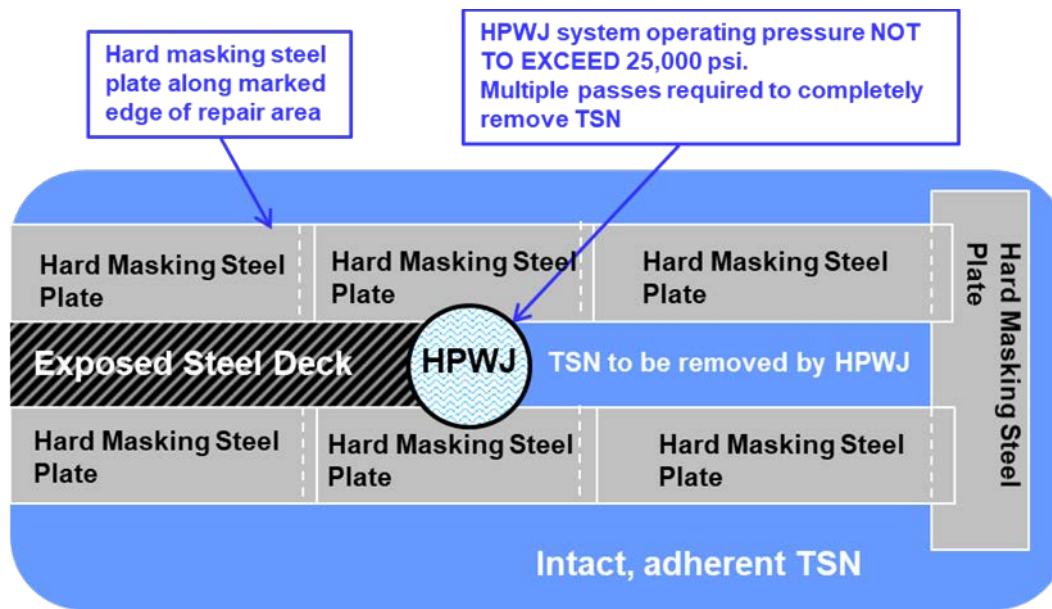 Hard masking steel
plate along marked
edge of repair area
HPWJ system operating pressure NOT
TO EXCEED 25,000 psi.
Multiple passes required to completely
remove TSN
Hard Masking Steel
Plate
Hard Masking Steel
Plate
Hard Masking Steel
Plate
Hard Masking Steel
Plate
Exposed Steel Deck
HPWJ
TSN to be removed by HPWJ
Hard Masking Steel
Plate
Hard Masking Steel
Plate
Hard Masking Steel
Plate
Intact, adherent TSN